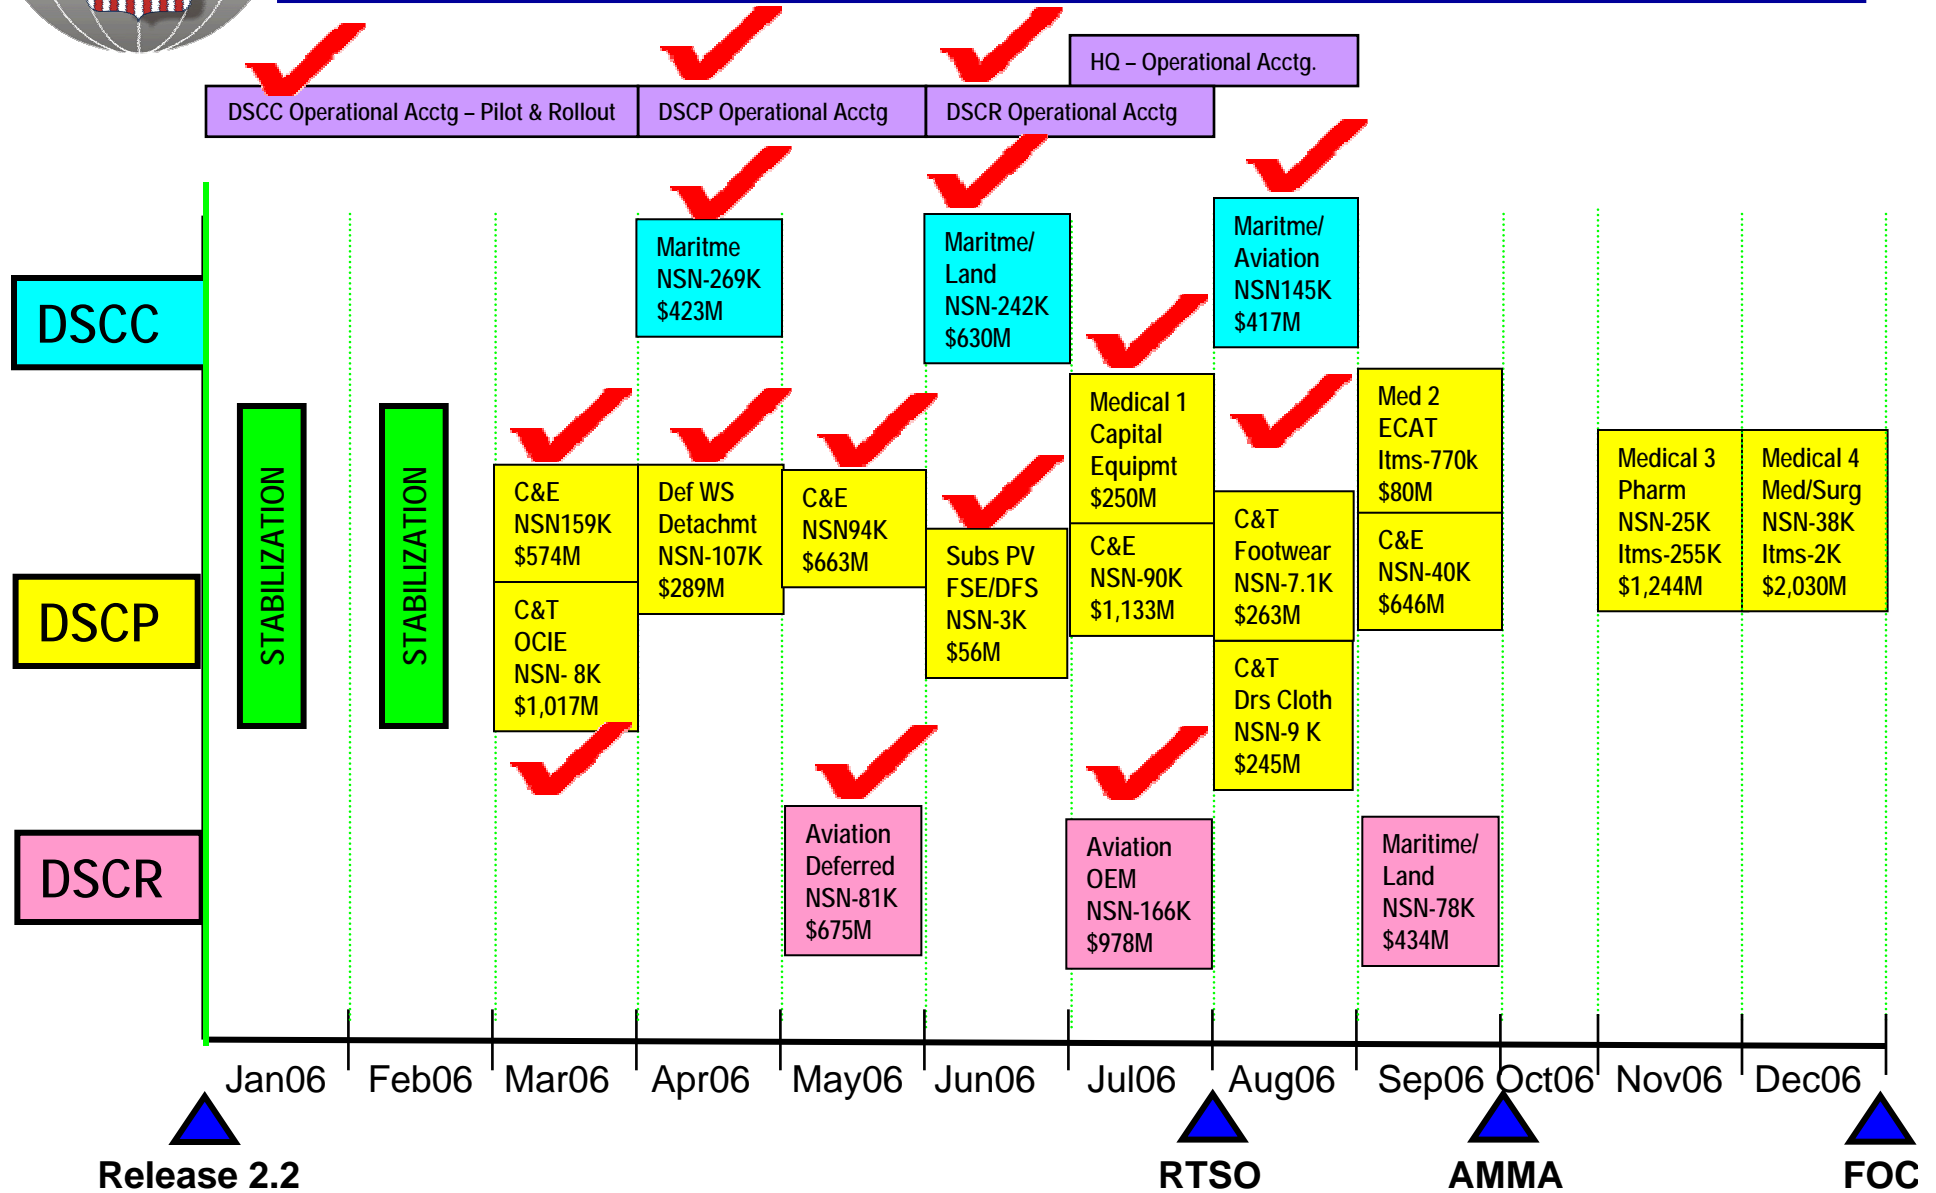 HQ – Operational Acctg.
DSCC Operational Acctg – Pilot & Rollout
DSCP Operational Acctg
DSCR Operational Acctg
DSCC
Maritme
NSN-269K
$423M
Maritme/
Land
NSN-242K
$630M
Maritme/
Aviation
NSN145K
$417M
DSCP
STABILIZATION
STABILIZATION
C&E
NSN159K
$574M
C&T
OCIE
NSN- 8K
$1,017M
Def WS
Detachmt
NSN-107K
$289M
C&E
NSN94K
$663M
Subs PV
FSE/DFS
NSN-3K
$56M
Medical 1
Capital
Equipmt
$250M
C&E
NSN-90K
$1,133M
C&T
Footwear
NSN-7.1K
$263M
C&T
Drs Cloth
NSN-9 K
$245M
Med 2
ECAT
Itms-770k
$80M
C&E
NSN-40K
$646M
Medical 3
Pharm
NSN-25K
Itms-255K
$1,244M
Medical 4
Med/Surg
NSN-38K
Itms-2K
$2,030M
DSCR
Aviation
Deferred
NSN-81K
$675M
Aviation
OEM
NSN-166K
$978M
Maritime/
Land
NSN-78K
$434M
Jan06 Feb06 Mar06 Apr06 May06 Jun06 Jul06 Aug06 Sep06 Oct06 Nov06 Dec06
Release 2.2 RTSO AMMA FOC